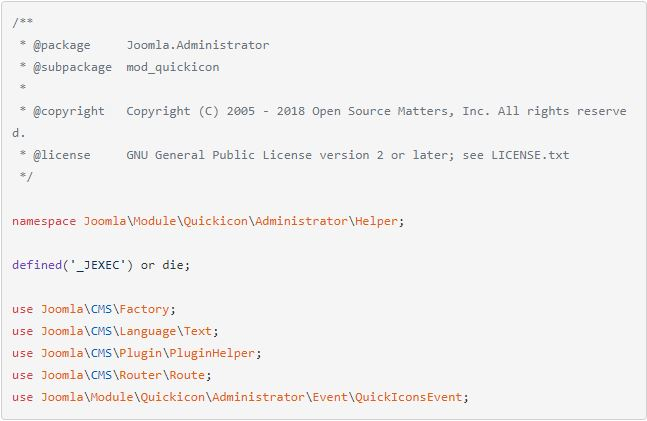 /**
 * @package     Joomla.Administrator
 * @subpackage  mod_quickicon
 *
 * @copyright   Copyright (C) 2005 - 2018 Open Source Matters, Inc. All rights reserve
d.
 * @license     GNU General Public License version 2 or later; see LICENSE.txt
 */

namespace Joomla\Module\Quickicon\Administrator\Helper;

defined('_JEXEC') or die;

use Joomla\CMS\Factory;
use Joomla\CMS\Language\Text;
use Joomla\CMS\Plugin\PluginHelper;
use Joomla\CMS\Router\Route;
use Joomla\Module\Quickicon\Administrator\Event\QuickIconsEvent;